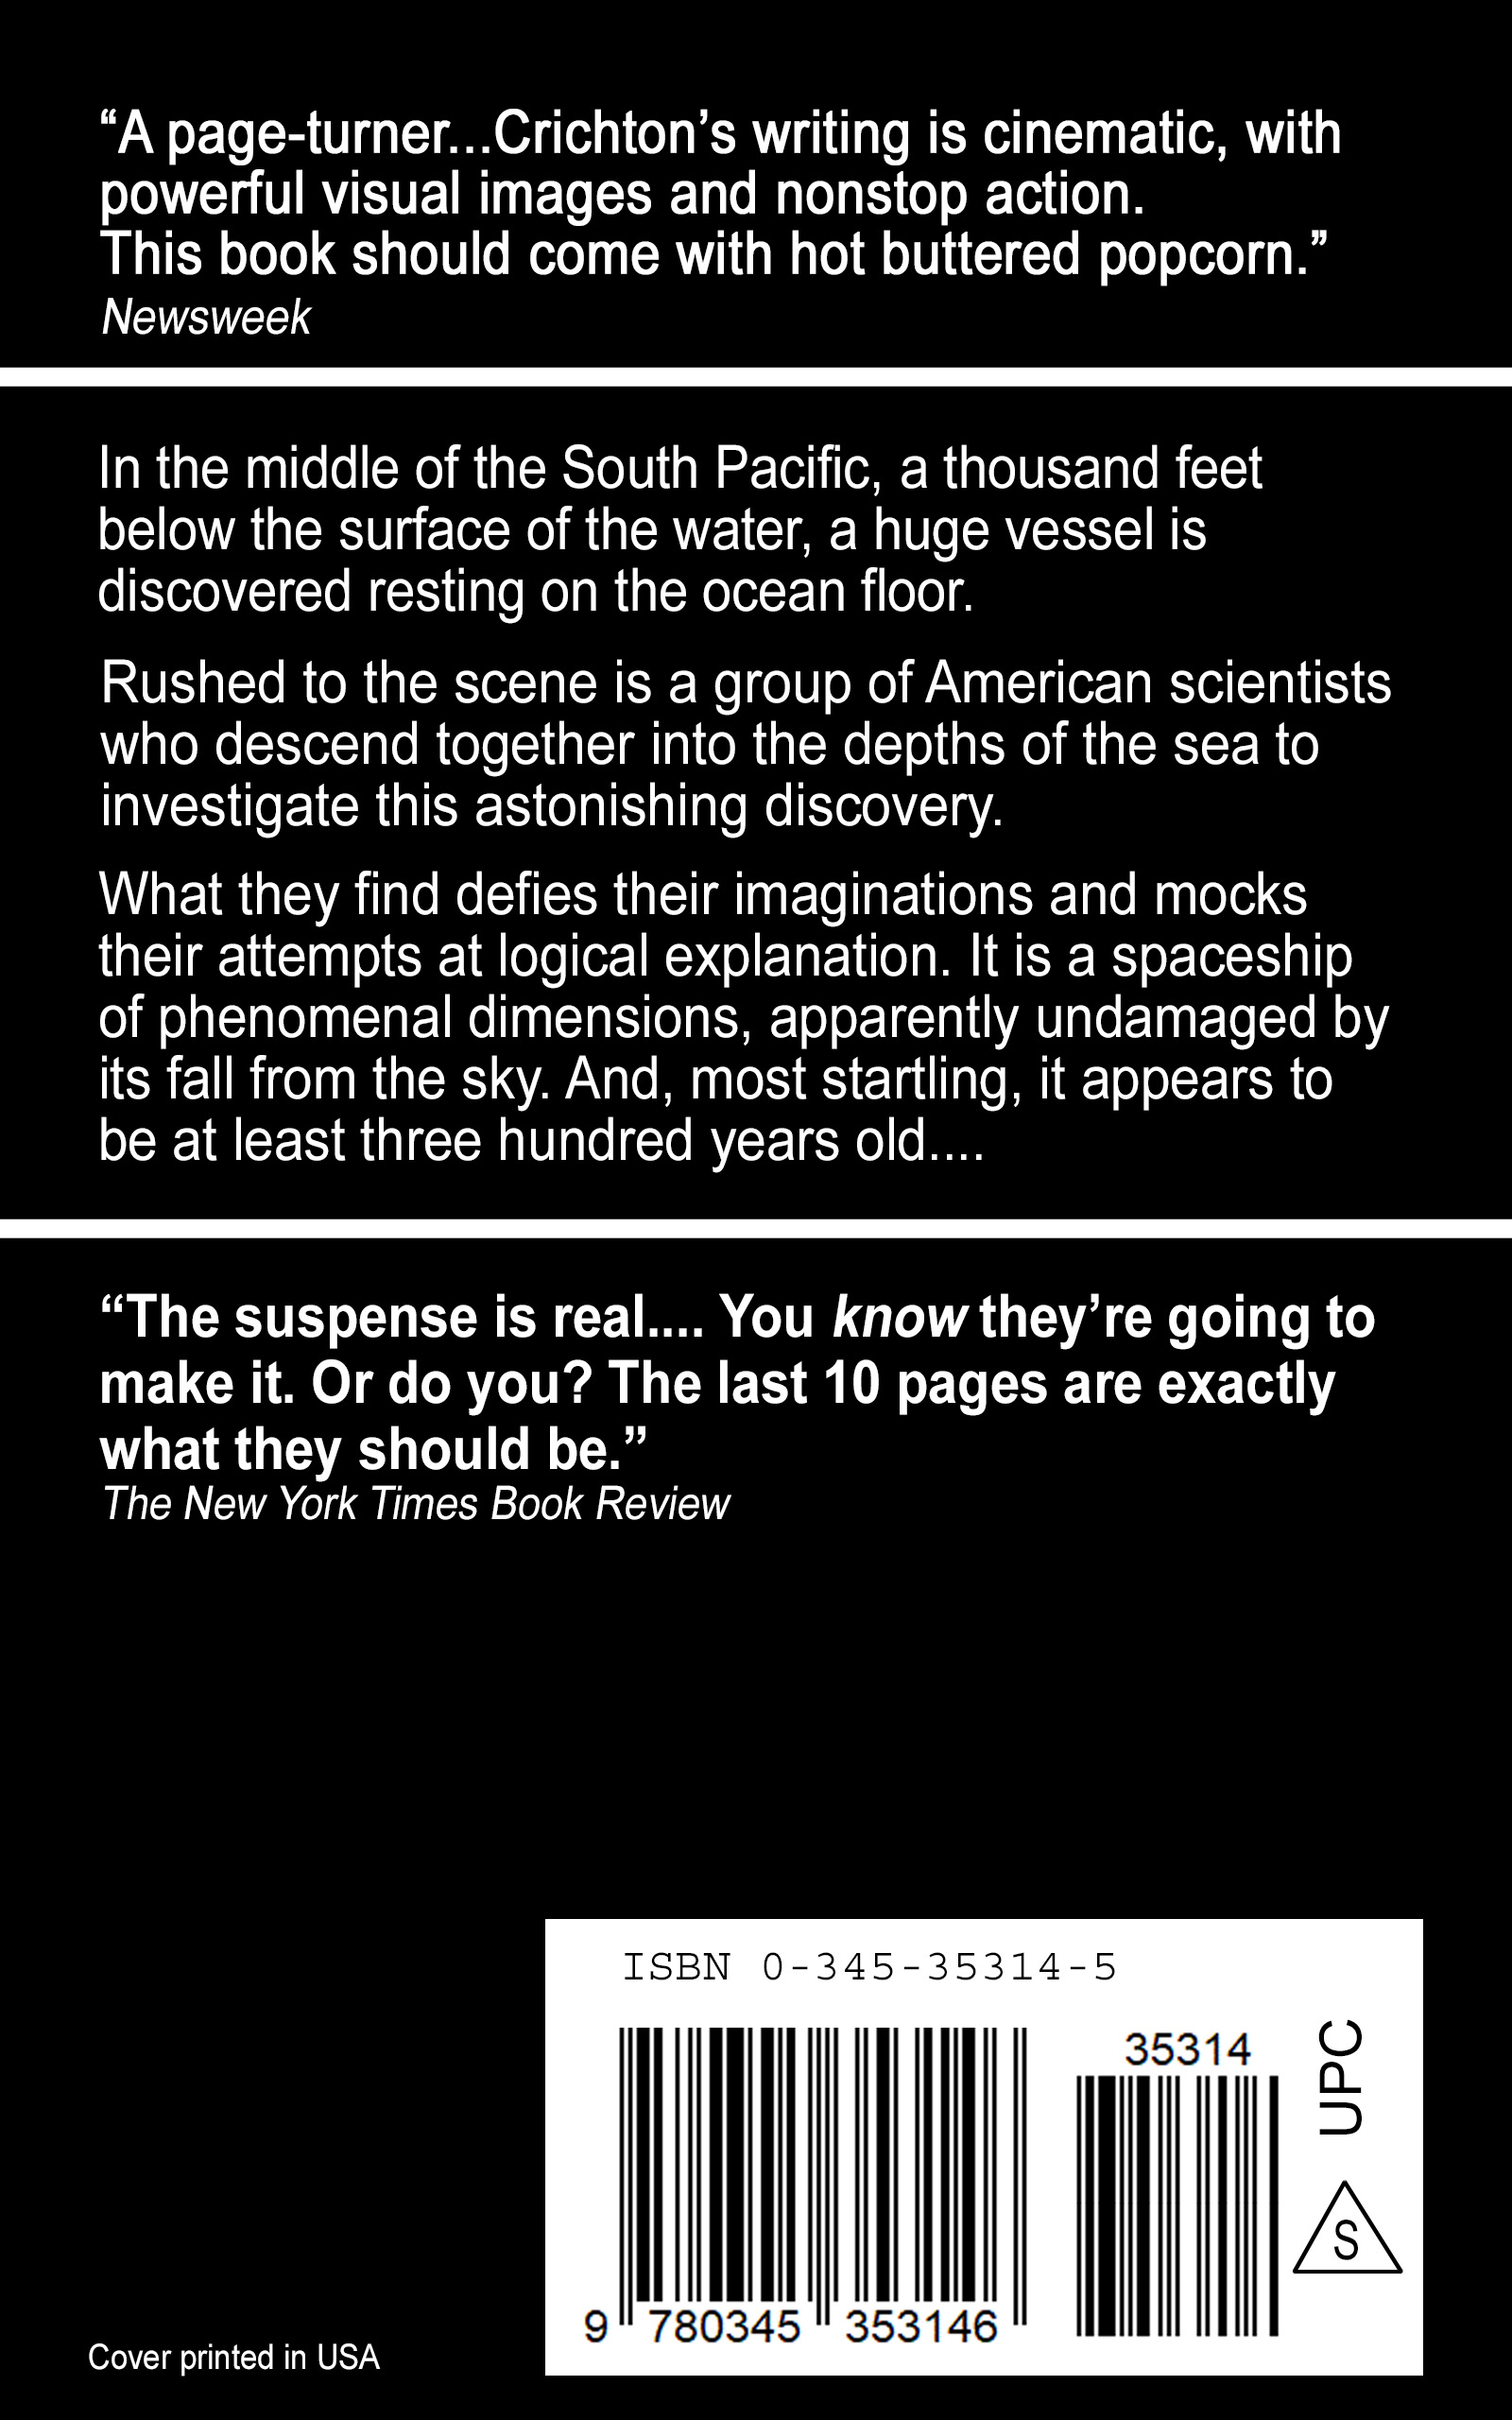 “A page-turner...Crichton’s writing is cinematic, with
powerful visual images and nonstop action.
This book should come with hot buttered popcorn.”
Newsweek
In the middle of the South Pacific, a thousand feet
below the surface of the water, a huge vessel is
discovered resting on the ocean floor.
Rushed to the scene is a group of American scientists
who descend together into the depths of the sea to
investigate this astonishing discovery.
What they find defies their imaginations and mocks
their attempts at logical explanation. It is a spaceship
of phenomenal dimensions, apparently undamaged by
its fall from the sky. And, most startling, it appears to
be at least three hundred years old....
“The suspense is real.... You know they’re going to
make it. Or do you? The last 10 pages are exactly
what they should be.”
The New York Times Book Review
ISBN 0-345-35314-5
35314
UPC
S
9 780345 353146
Cover printed in USA